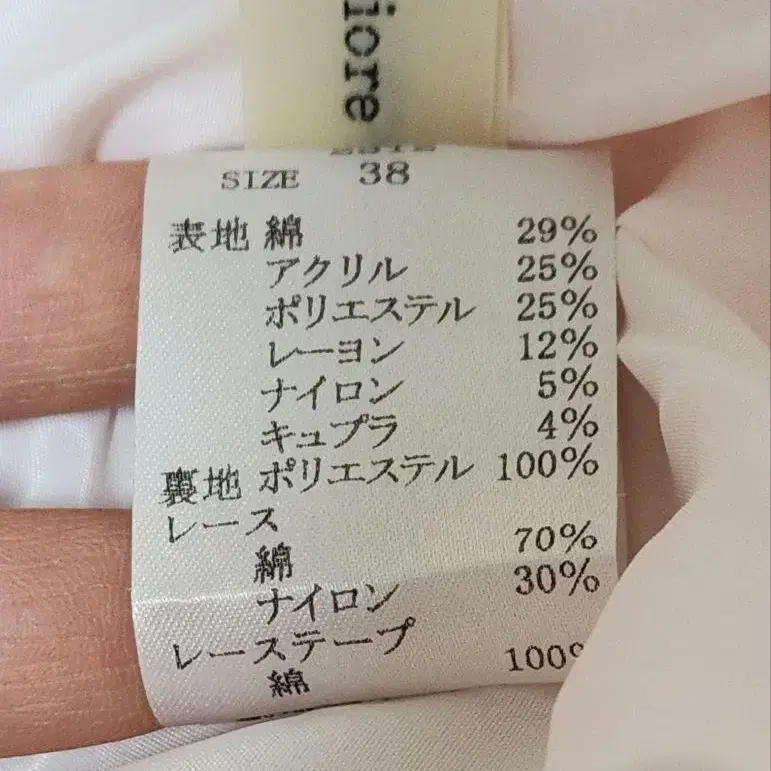 iore
SIZE 38
表地 綿 29%
アクリル 25%
ポリエステル 25%
レーヨン 12%
ナイロン 5%
キュプラ 4%
裏地 ポリエステル 100%
レース
綿 70%
ナイロン 30%
レーステープ
綿 100%